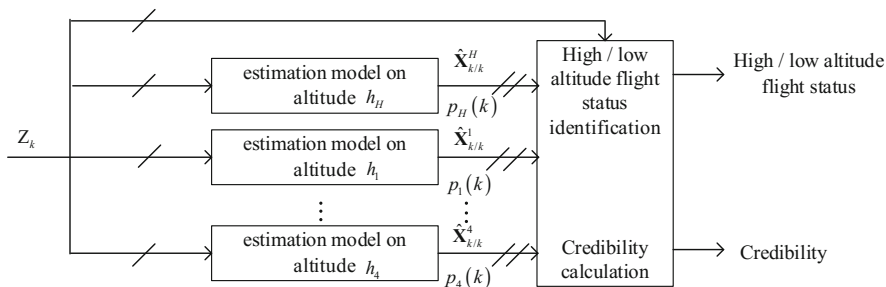 High / low
altitude flight
status
identification
High / low altitude
flight status
estimation model on
altitude h_H
X̂^H_{k/k}
p_H(k)
Z_k
estimation model on
altitude h_1
X̂^1_{k/k}
p_1(k)
⋮
⋮
estimation model on
altitude h_4
X̂^4_{k/k}
p_4(k)
Credibility
calculation
Credibility